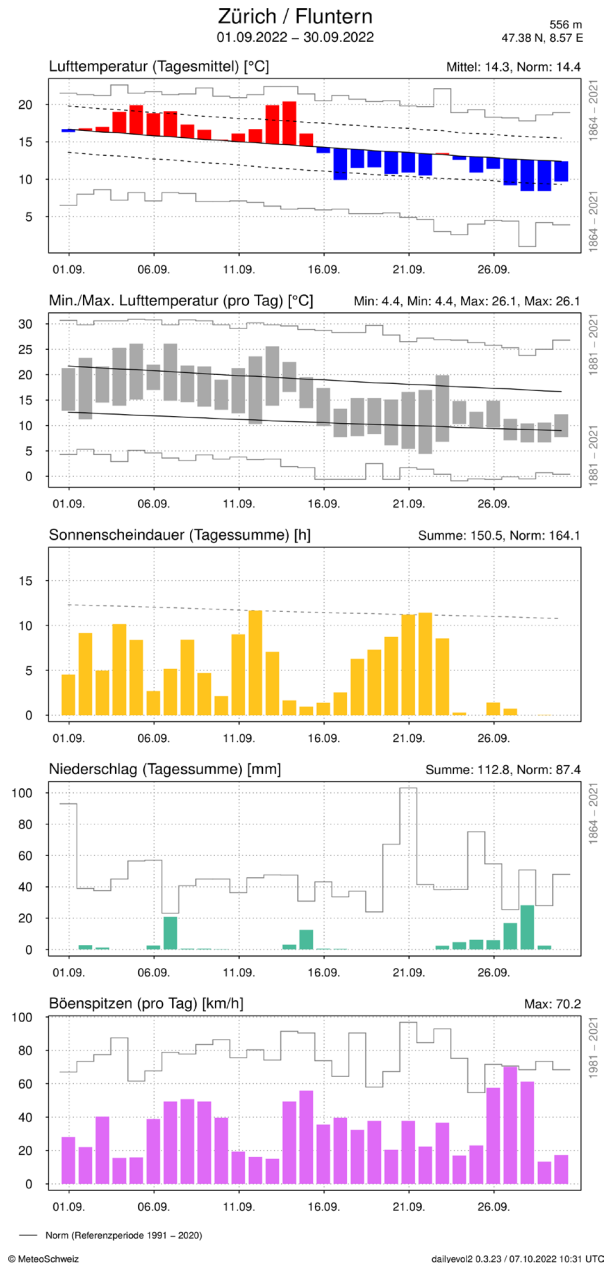 Zürich / Fluntern
01.09.2022 − 30.09.2022
556 m
47.38 N, 8.57 E
Lufttemperatur (Tagesmittel) [°C]
Mittel: 14.3, Norm: 14.4
20
15
10
5
1864 − 2021
1864 − 2021
01.09. 06.09. 11.09. 16.09. 21.09. 26.09.
Min./Max. Lufttemperatur (pro Tag) [°C]
Min: 4.4, Min: 4.4, Max: 26.1, Max: 26.1
30
25
20
15
10
5
0
1881 − 2021
1881 − 2021
01.09. 06.09. 11.09. 16.09. 21.09. 26.09.
Sonnenscheindauer (Tagessumme) [h]
Summe: 150.5, Norm: 164.1
15
10
5
0
01.09. 06.09. 11.09. 16.09. 21.09. 26.09.
Niederschlag (Tagessumme) [mm]
Summe: 112.8, Norm: 87.4
100
80
60
40
20
0
1864 − 2021
01.09. 06.09. 11.09. 16.09. 21.09. 26.09.
Böenspitzen (pro Tag) [km/h]
Max: 70.2
100
80
60
40
20
0
1981 − 2021
01.09. 06.09. 11.09. 16.09. 21.09. 26.09.
Norm (Referenzperiode 1991 − 2020)
© MeteoSchweiz
dailyevol2 0.3.23 / 07.10.2022 10:31 UTC